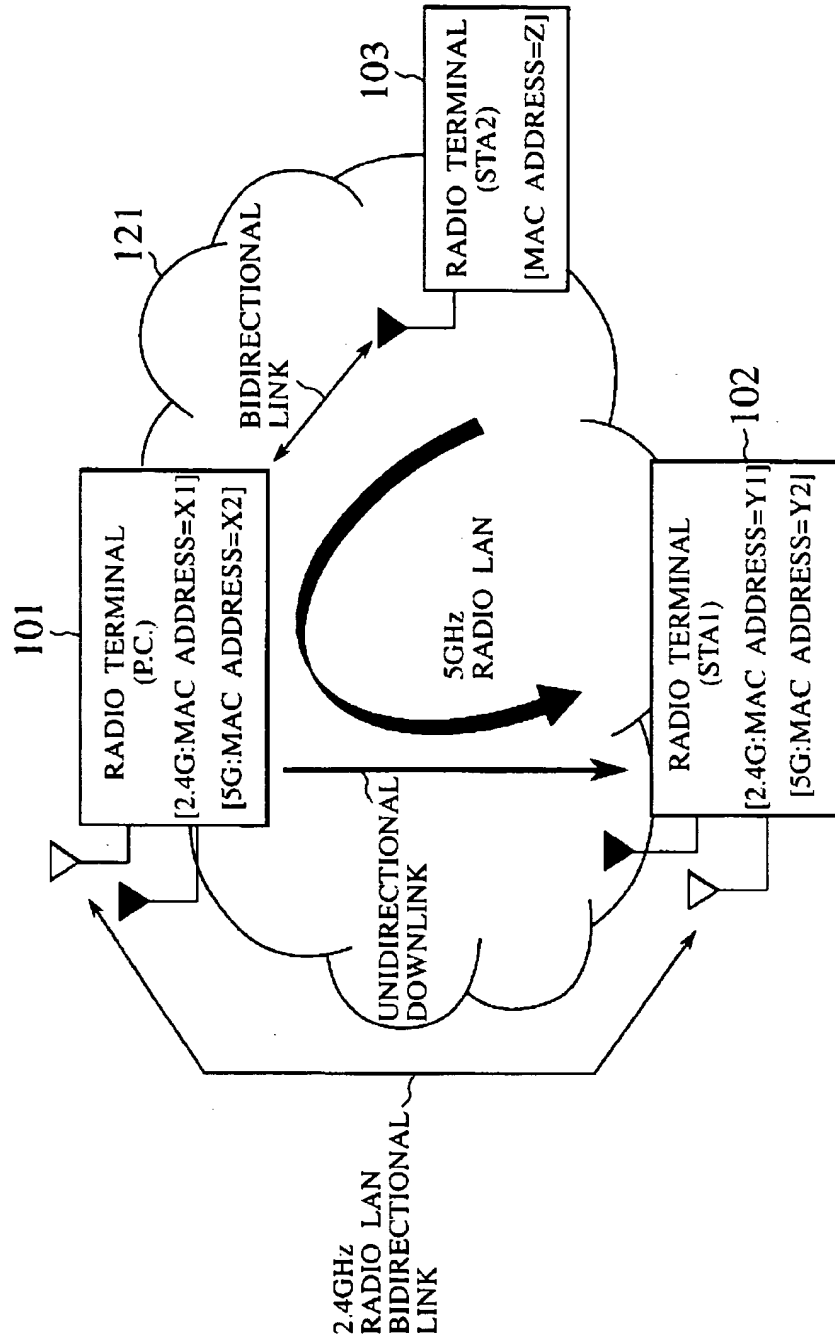 101
RADIO TERMINAL
(P.C.)
[2.4G:MAC ADDRESS=X1]
[5G:MAC ADDRESS=X2]
121
BIDIRECTIONAL
LINK
103
RADIO TERMINAL
(STA2)
[MAC ADDRESS=Z]
5GHz
RADIO LAN
UNIDIRECTIONAL
DOWNLINK
2.4GHz
RADIO LAN
BIDIRECTIONAL
LINK
102
RADIO TERMINAL
(STA1)
[2.4G:MAC ADDRESS=Y1]
[5G:MAC ADDRESS=Y2]